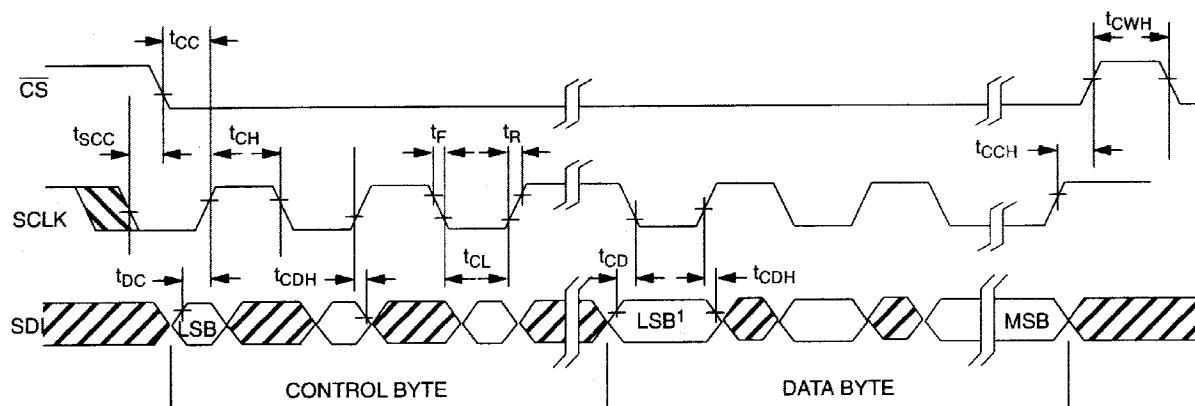 tCC
tCWH
CS
tSCC
tCH
tF
tR
tCCH
SCLK
tDC
tCDH
tCL
tCD
tCDH
SDI
LSB
LSB¹
MSB
CONTROL BYTE
DATA BYTE